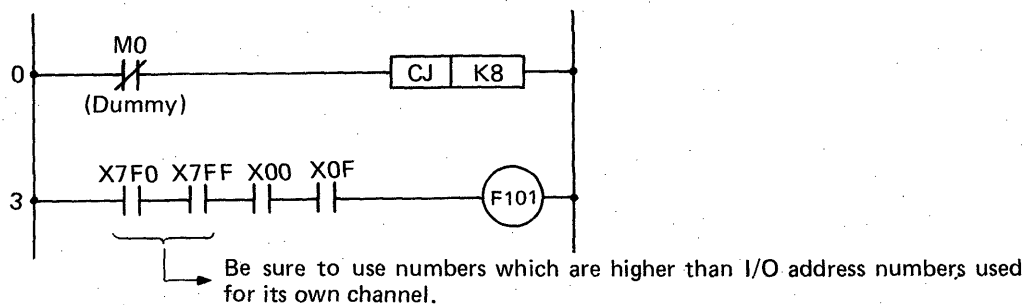 M0
0 CJ K8
(Dummy)
X7F0 X7FF X00 X0F
3 F101
Be sure to use numbers which are higher than I/O address numbers used
for its own channel.